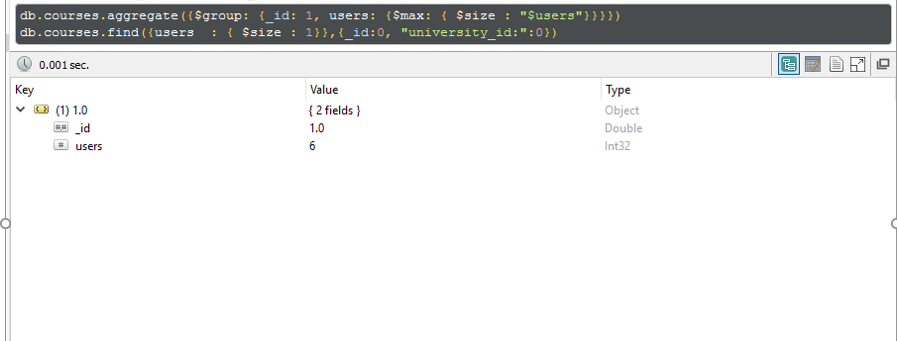 db.courses.aggregate({$group: {_id: 1, users: {$max: { $size : "$users"}}}})
db.courses.find({users  : { $size : 1}},{_id:0, "university_id:":0})
0.001 sec.
Key Value Type
(1) 1.0 { 2 fields } Object
_id 1.0 Double
users 6 Int32